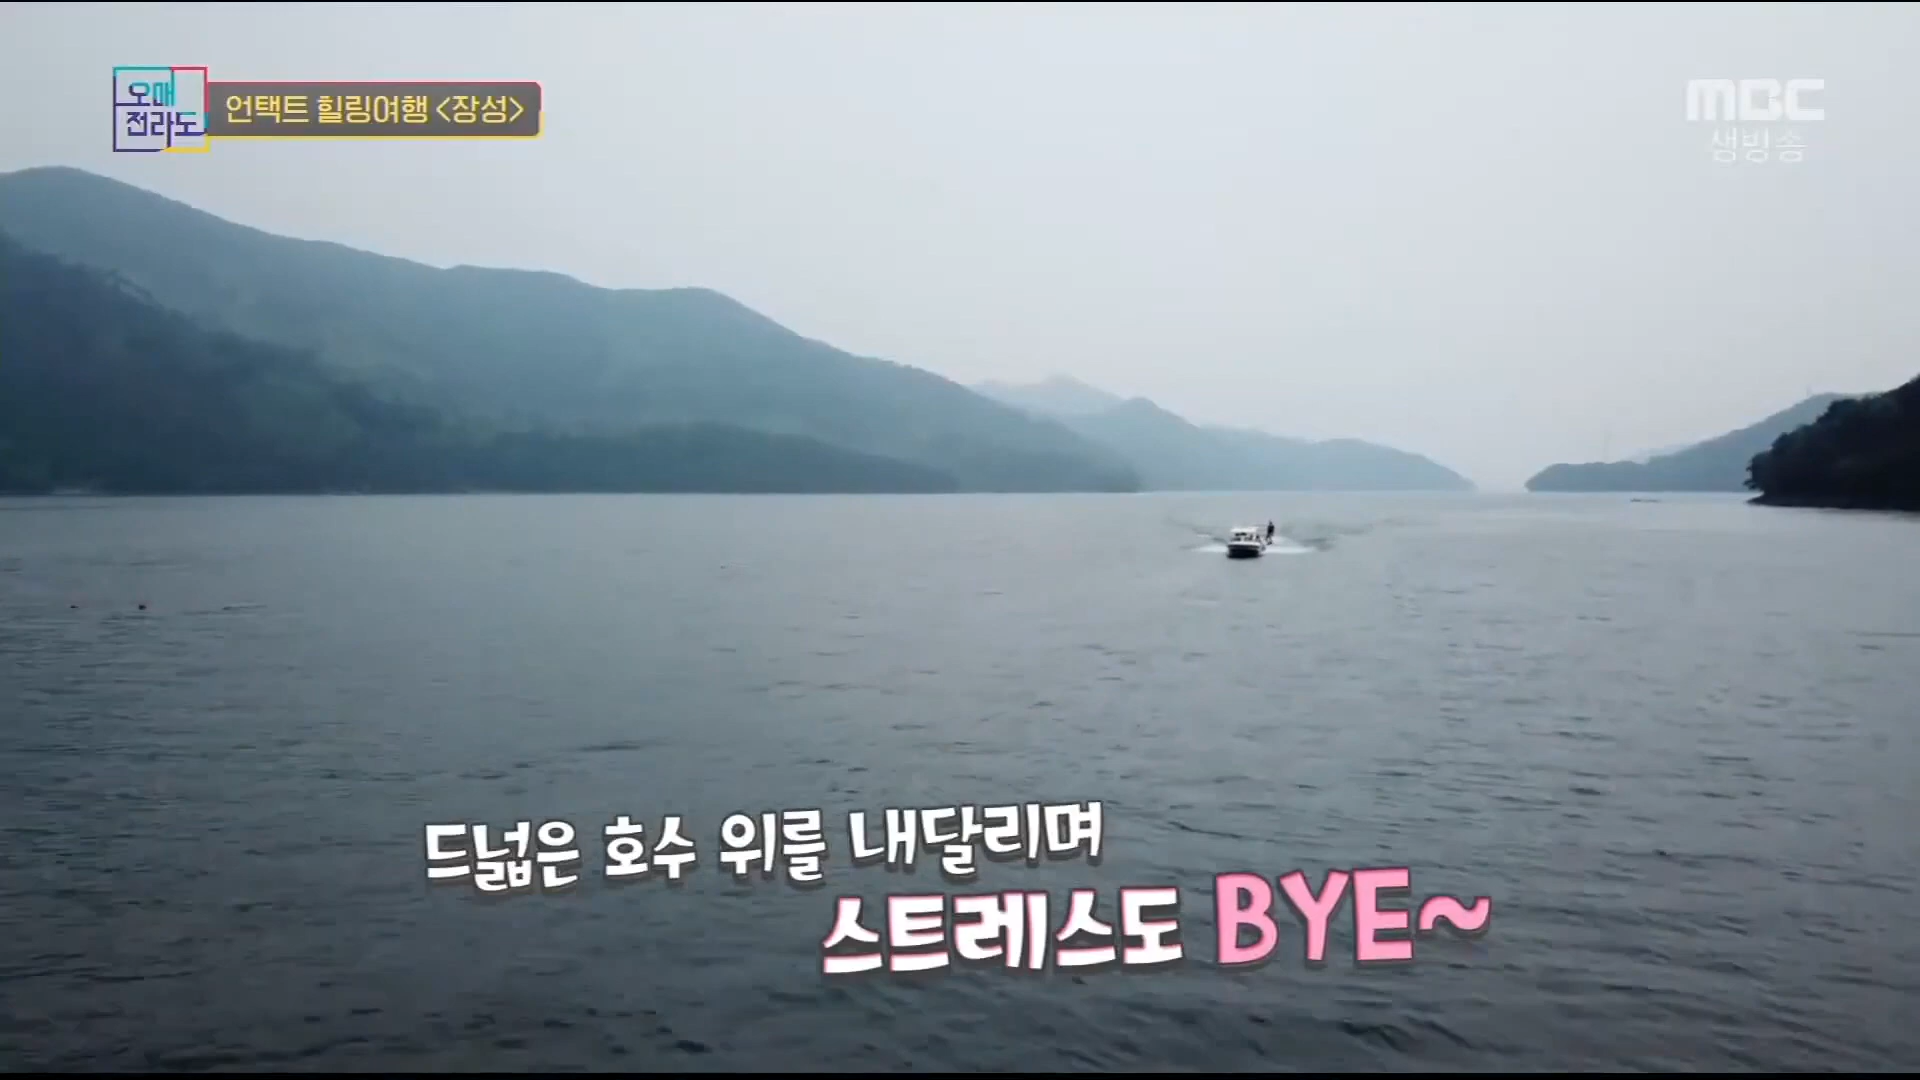 오매
전라도
언택트 힐링여행 <장성>
MBC
생방송
드넓은 호수 위를 내달리며
스트레스도 BYE~